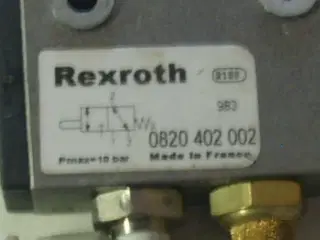 Rexroth
983
0820 402 002
Pmax=10 bar Made in France